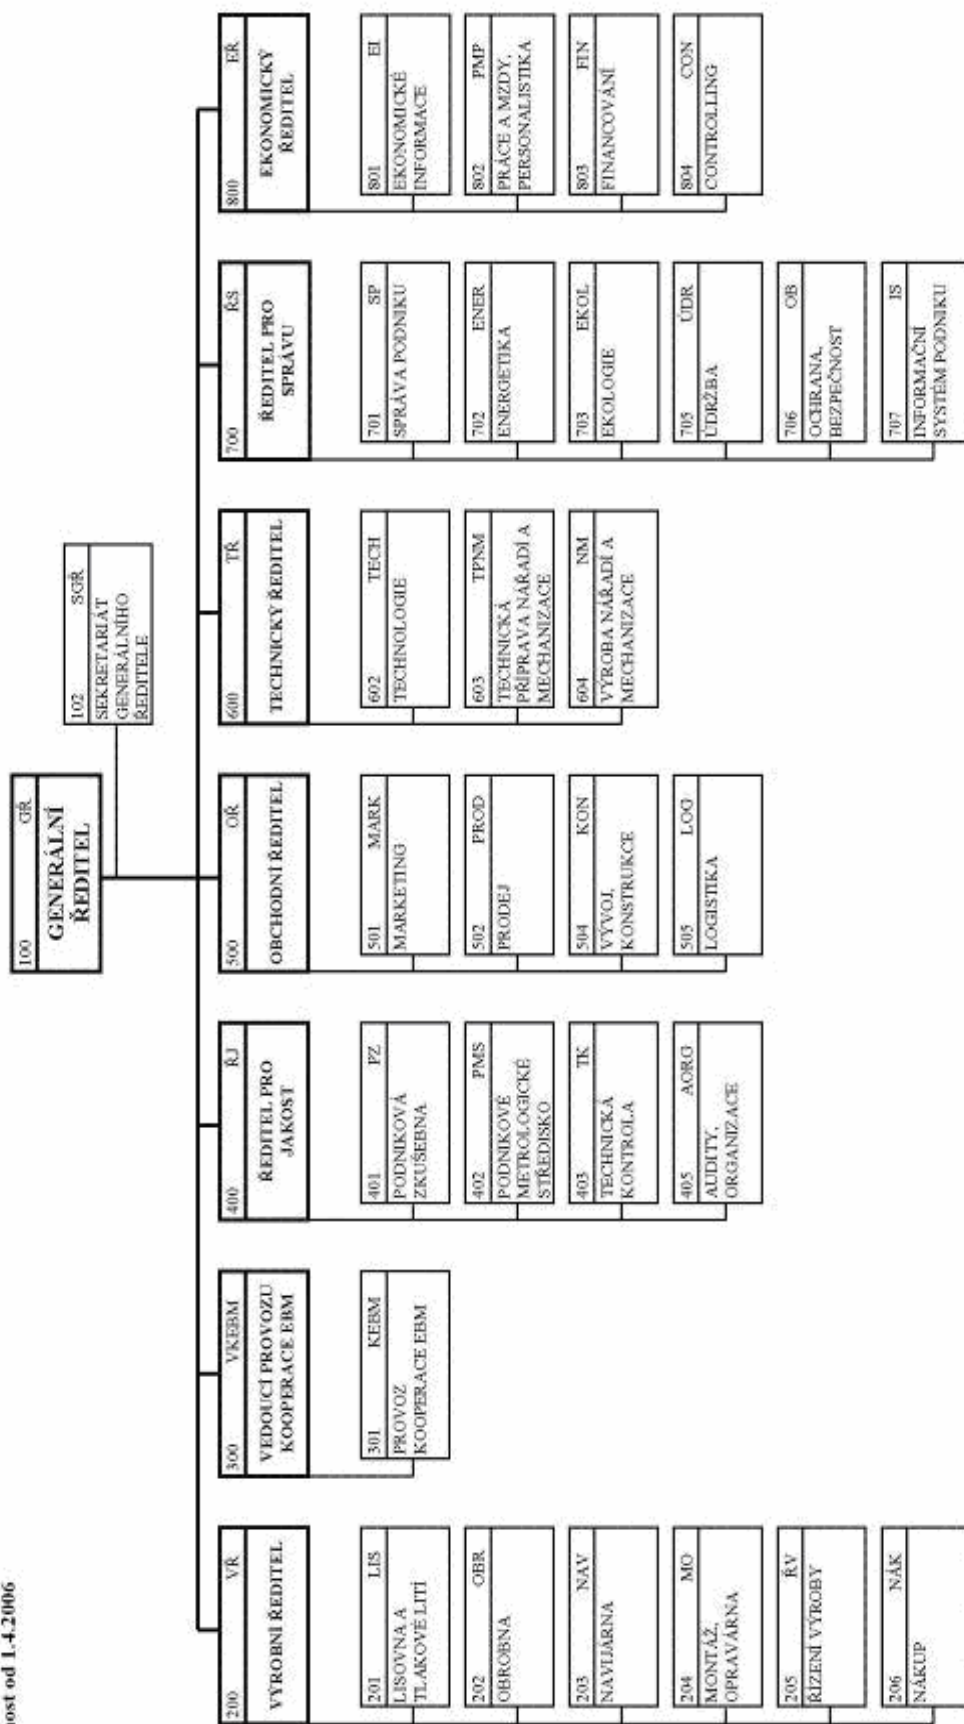 nost od 1.4.2006
100 GŘ
GENERÁLNÍ
ŘEDITEL
102 SGŘ
SEKRETARIÁT
GENERÁLNÍHO
ŘEDITELE
200 VŘ
VÝROBNÍ ŘEDITEL
201 LIS
LISOVNA A
TLAKOVÉ LITÍ
202 OBR
OBROBNA
203 NAV
NAVIJÁRNA
204 MO
MONTÁŽ,
OPRAVÁRNA
205 ŘV
ŘÍZENÍ VÝROBY
206 NÁK
NÁKUP
300 VKEBM
VEDOUCÍ PROVOZU
KOOPERACE EBM
301 KEBM
PROVOZ
KOOPERACE EBM
400 ŘJ
ŘEDITEL PRO
JAKOST
401 PZ
PODNIKOVÁ
ZKUŠEBNA
402 PMS
PODNIKOVÉ
METROLOGICKÉ
STŘEDISKO
403 TK
TECHNICKÁ
KONTROLA
405 AORG
AUDITY,
ORGANIZACE
500 OŘ
OBCHODNÍ ŘEDITEL
501 MARK
MARKETING
502 PROD
PRODEJ
504 KON
VÝVOJ,
KONSTRUKCE
505 LOG
LOGISTIKA
600 TŘ
TECHNICKÝ ŘEDITEL
602 TECH
TECHNOLOGIE
603 TPNM
TECHNICKÁ
PŘÍPRAVA NÁŘADÍ A
MECHANIZACE
604 NM
VÝROBA NÁŘADÍ A
MECHANIZACE
700 ŘS
ŘEDITEL PRO
SPRÁVU
701 SP
SPRÁVA PODNIKU
702 ENER
ENERGETIKA
703 EKOL
EKOLOGIE
705 ÚDR
ÚDRŽBA
706 OB
OCHRANA,
BEZPEČNOST
707 IS
INFORMAČNÍ
SYSTÉM PODNIKU
800 EŘ
EKONOMICKÝ
ŘEDITEL
801 EI
EKONOMICKÉ
INFORMACE
802 PMP
PRÁCE A MZDY,
PERSONALISTIKA
803 FIN
FINANCOVÁNÍ
804 CON
CONTROLLING